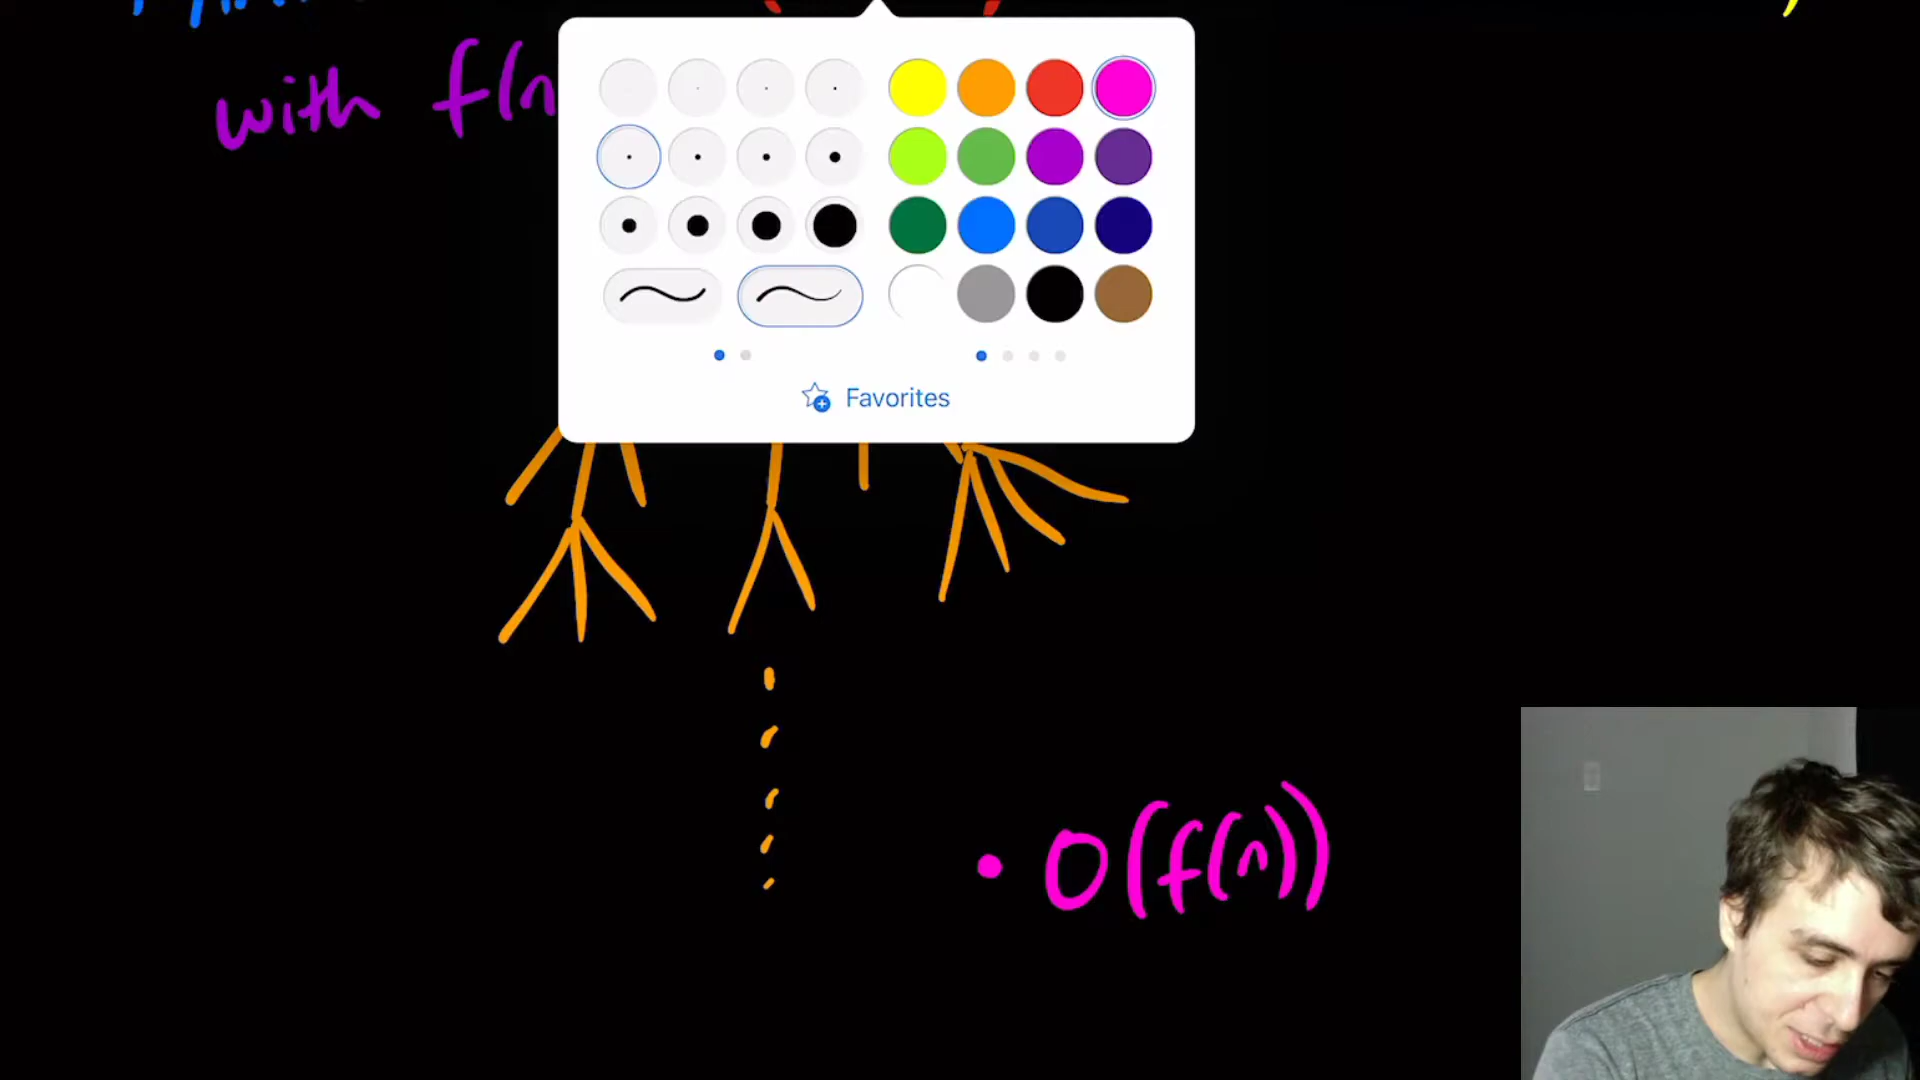 with f(n
Favorites
• O(f(n))